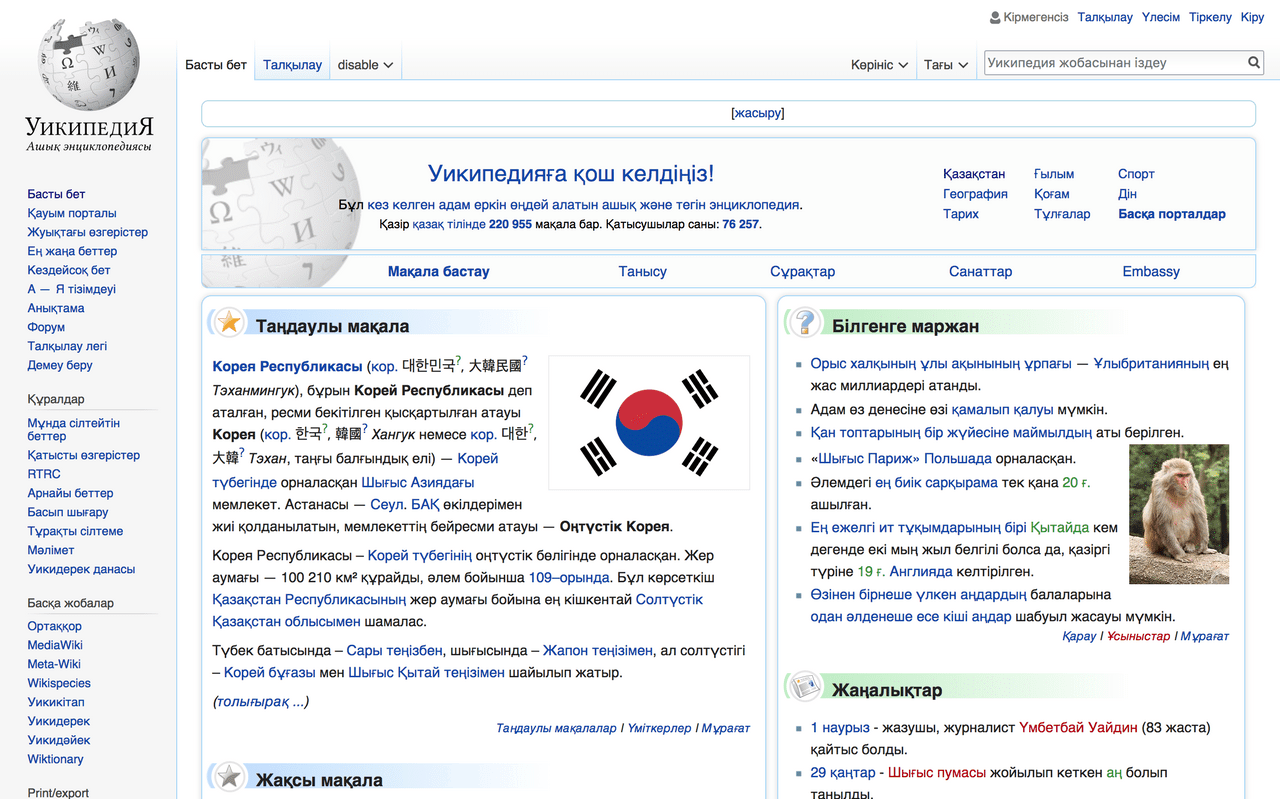 Кірмегенсіз Талқылау Үлесім Тіркелу Кіру
Басты бет Талқылау disable Көрініс Тағы Уикипедия жобасынан іздеу
УИКИПЕДИЯ
Ашық энциклопедиясы
Басты бет
Қауым порталы
Жуықтағы өзгерістер
Ең жаңа беттер
Кездейсоқ бет
А — Я тізімдеуі
Анықтама
Форум
Талқылау легі
Демеу беру
Құралдар
Мұнда сілтейтін
беттер
Қатысты өзгерістер
RTRC
Арнайы беттер
Басып шығару
Тұрақты сілтеме
Мәлімет
Уикидерек данасы
Басқа жобалар
Ортаққор
MediaWiki
Meta-Wiki
Wikispecies
Уикикітап
Уикидерек
Уикидәйек
Wiktionary
Print/export
[жасыру]
Уикипедияға қош келдіңіз!
Бұл кез келген адам еркін өңдей алатын ашық және тегін энциклопедия.
Қазір қазақ тілінде 220 955 мақала бар. Қатысушылар саны: 76 257.
Қазақстан Ғылым Спорт
География Қоғам Дін
Тарих Тұлғалар Басқа порталдар
Мақала бастау Танысу Сұрақтар Санаттар Embassy
Таңдаулы мақала
Корея Республикасы (кор. 대한민국?, 大韓民國?
Тэханмингук), бұрын Корей Республикасы деп
аталған, ресми бекітілген қысқартылған атауы
Корея (кор. 한국?, 韓國? Хангук немесе кор. 대한?,
大韓? Тэхан, таңғы балғындық елі) — Корей
түбегінде орналасқан Шығыс Азиядағы
мемлекет. Астанасы — Сеул. БАҚ өкілдерімен
жиі қолданылатын, мемлекеттің бейресми атауы — Оңтүстік Корея.
Корея Республикасы – Корей түбегінің оңтүстік бөлігінде орналасқан. Жер
аумағы — 100 210 км² құрайды, әлем бойынша 109–орында. Бұл көрсеткіш
Қазақстан Республикасының жер аумағы бойына ең кішкентай Солтүстік
Қазақстан облысымен шамалас.
Түбек батысында – Сары теңізбен, шығысында – Жапон теңізімен, ал солтүстігі
– Корей бұғазы мен Шығыс Қытай теңізімен шайылып жатыр.
(толығырақ ...)
Таңдаулы мақалалар / Үміткерлер / Мұрағат
Жақсы мақала
Білгенге маржан
Орыс халқының ұлы ақынының ұрпағы — Ұлыбританияның ең
жас миллиардері атанды.
Адам өз денесіне өзі қамалып қалуы мүмкін.
Қан топтарының бір жүйесіне маймылдың аты берілген.
«Шығыс Париж» Польшада орналасқан.
Әлемдегі ең биік сарқырама тек қана 20 ғ.
ашылған.
Ең ежелгі ит тұқымдарының бірі Қытайда кем
дегенде екі мың жыл белгілі болса да, қазіргі
түріне 19 ғ. Англияда келтірілген.
Өзінен бірнеше үлкен аңдардың балаларына
одан әлденеше есе кіші аңдар шабуыл жасауы мүмкін.
Қарау / Ұсыныстар / Мұрағат
Жаңалықтар
1 наурыз - жазушы, журналист Үмбетбай Уайдин (83 жаста)
қайтыс болды.
29 қаңтар - Шығыс пумасы жойылып кеткен аң болып
танылды.